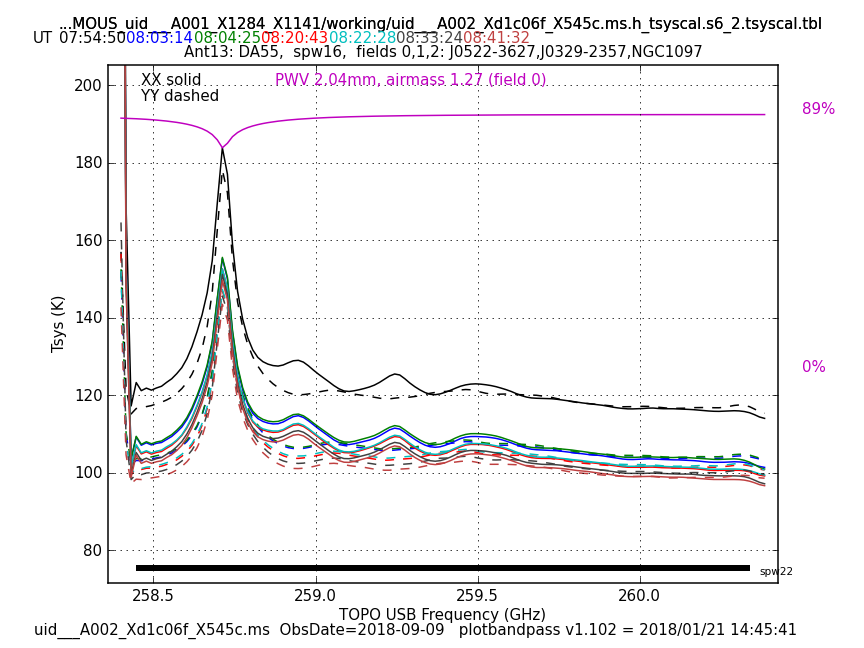 ...MOUS_uid___A001_X1284_X1141/working/uid___A002_Xd1c06f_X545c.ms.h_tsyscal.s6_2.tsyscal.tbl
UT 07:54:50 08:03:14 08:04:25 08:20:43 08:22:28 08:33:24 08:41:32
Ant13: DA55, spw16, fields 0,1,2: J0522-3627,J0329-2357,NGC1097
XX solid
YY dashed
PWV 2.04mm, airmass 1.27 (field 0)
89%
0%
200
180
160
140
120
100
80
Tsys (K)
spw22
258.5 259.0 259.5 260.0
TOPO USB Frequency (GHz)
uid___A002_Xd1c06f_X545c.ms ObsDate=2018-09-09 plotbandpass v1.102 = 2018/01/21 14:45:41